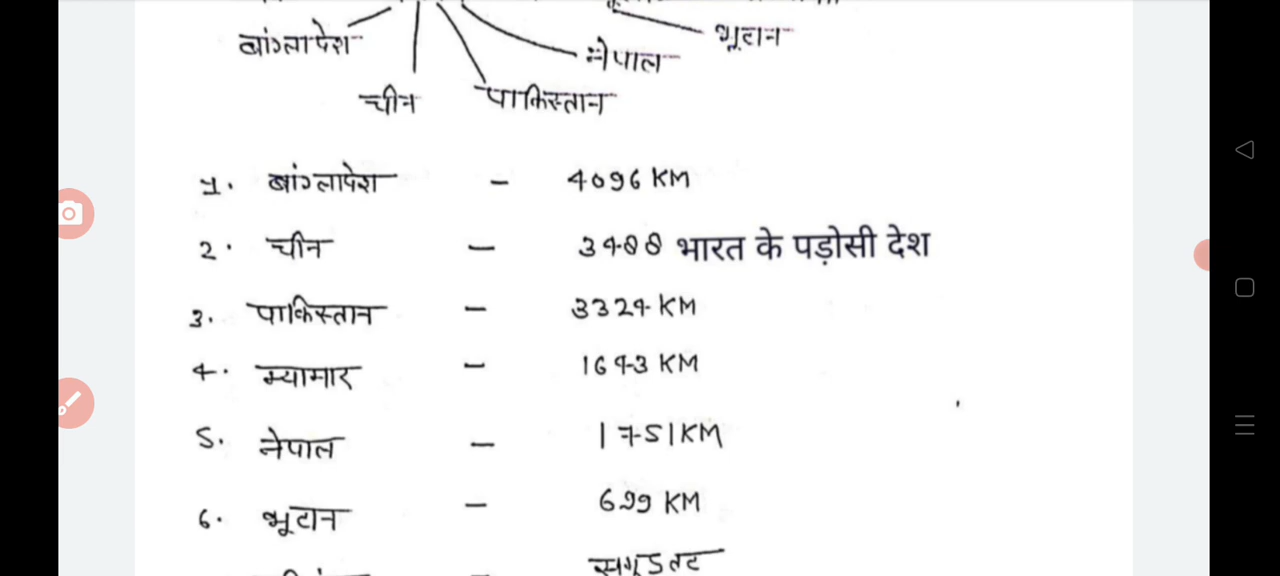 बांग्लादेश
भूटान
नेपाल
चीन
पाकिस्तान
1. बांग्लादेश - 4096 KM
2. चीन - 3488 भारत के पड़ोसी देश
3. पाकिस्तान - 3324 KM
4. म्यामार - 1643 KM
5. नेपाल - 1751 KM
6. भूटान - 699 KM